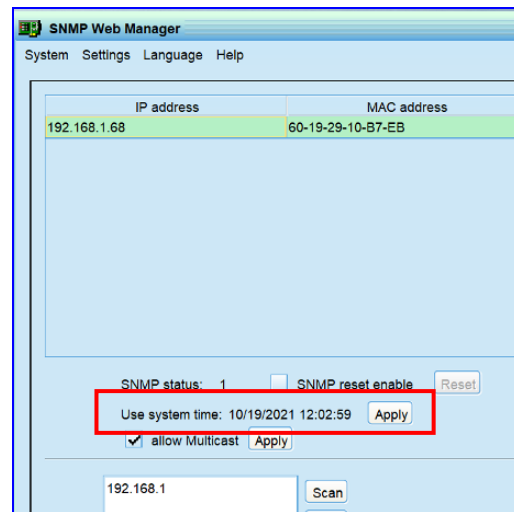 SNMP Web Manager
System Settings Language Help
IP address MAC address
192.168.1.68 60-19-29-10-B7-EB
SNMP status: 1 SNMP reset enable Reset
Use system time: 10/19/2021 12:02:59 Apply
allow Multicast Apply
192.168.1 Scan